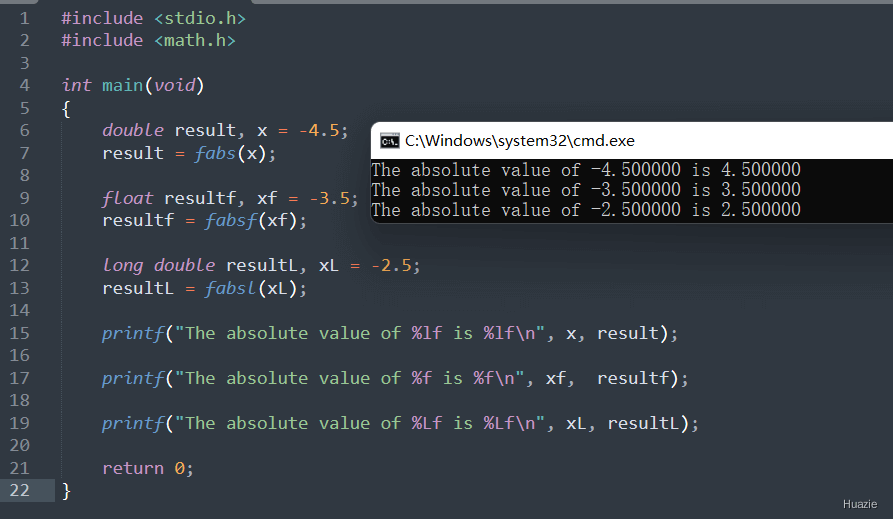 1 #include <stdio.h>
2 #include <math.h>
3
4 int main(void)
5 {
6 double result, x = -4.5;
7 result = fabs(x);
8
9 float resultf, xf = -3.5;
10 resultf = fabsf(xf);
11
12 long double resultL, xL = -2.5;
13 resultL = fabsl(xL);
14
15 printf("The absolute value of %lf is %lf\n", x, result);
16
17 printf("The absolute value of %f is %f\n", xf,  resultf);
18
19 printf("The absolute value of %Lf is %Lf\n", xL, resultL);
20
21 return 0;
22 }
C:\Windows\system32\cmd.exe
The absolute value of -4.500000 is 4.500000
The absolute value of -3.500000 is 3.500000
The absolute value of -2.500000 is 2.500000
Huazie